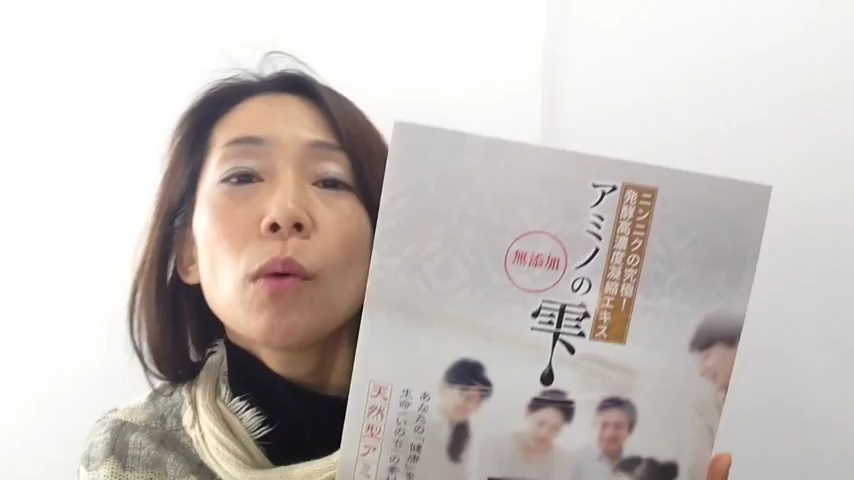 ニンニクの究極！
発酵高濃度凝縮エキス
アミノの
雫
無添加
あなたの「健康」を
生命（いのち）の素
天然型アミ